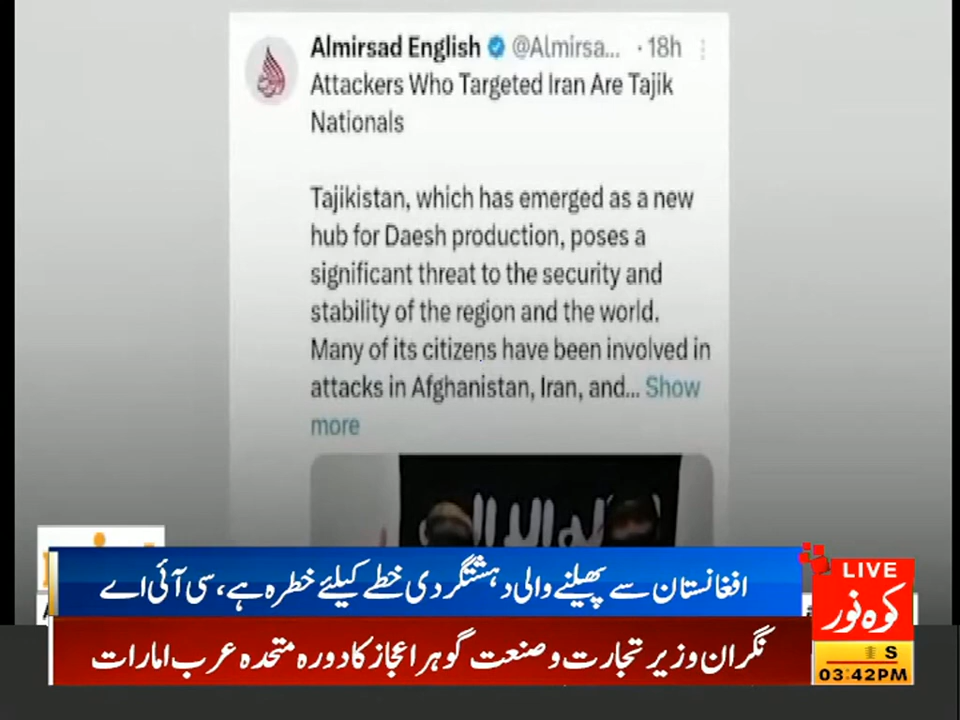 Almirsad English @Almirsa... · 18h
Attackers Who Targeted Iran Are Tajik
Nationals
Tajikistan, which has emerged as a new
hub for Daesh production, poses a
significant threat to the security and
stability of the region and the world.
Many of its citizens have been involved in
attacks in Afghanistan, Iran, and... Show
more
افغانستان سے پھیلنے والی دہشتگردی خطے کیلئے خطرہ ہے، سی آئی اے
نگران وزیر تجارت و صنعت گوہر اعجاز کا دورہ متحدہ عرب امارات
LIVE
کوہ نور
S
03:42PM